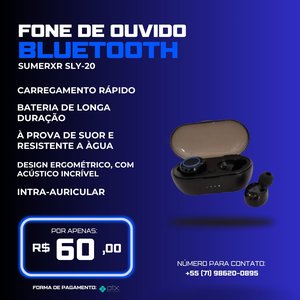 FONE DE OUVIDO
BLUETOOTH
SUMERXR SLY-20
CARREGAMENTO RÁPIDO
BATERIA DE LONGA
DURAÇÃO
À PROVA DE SUOR E
RESISTENTE A ÀGUA
DESIGN ERGOMÉTRICO, COM
ACÚSTICO INCRÍVEL
INTRA-AURICULAR
POR APENAS:
R$ 60 ,00
NÚMERO PARA CONTATO:
+55 (71) 98620-0895
FORMA DE PAGAMENTO: pix